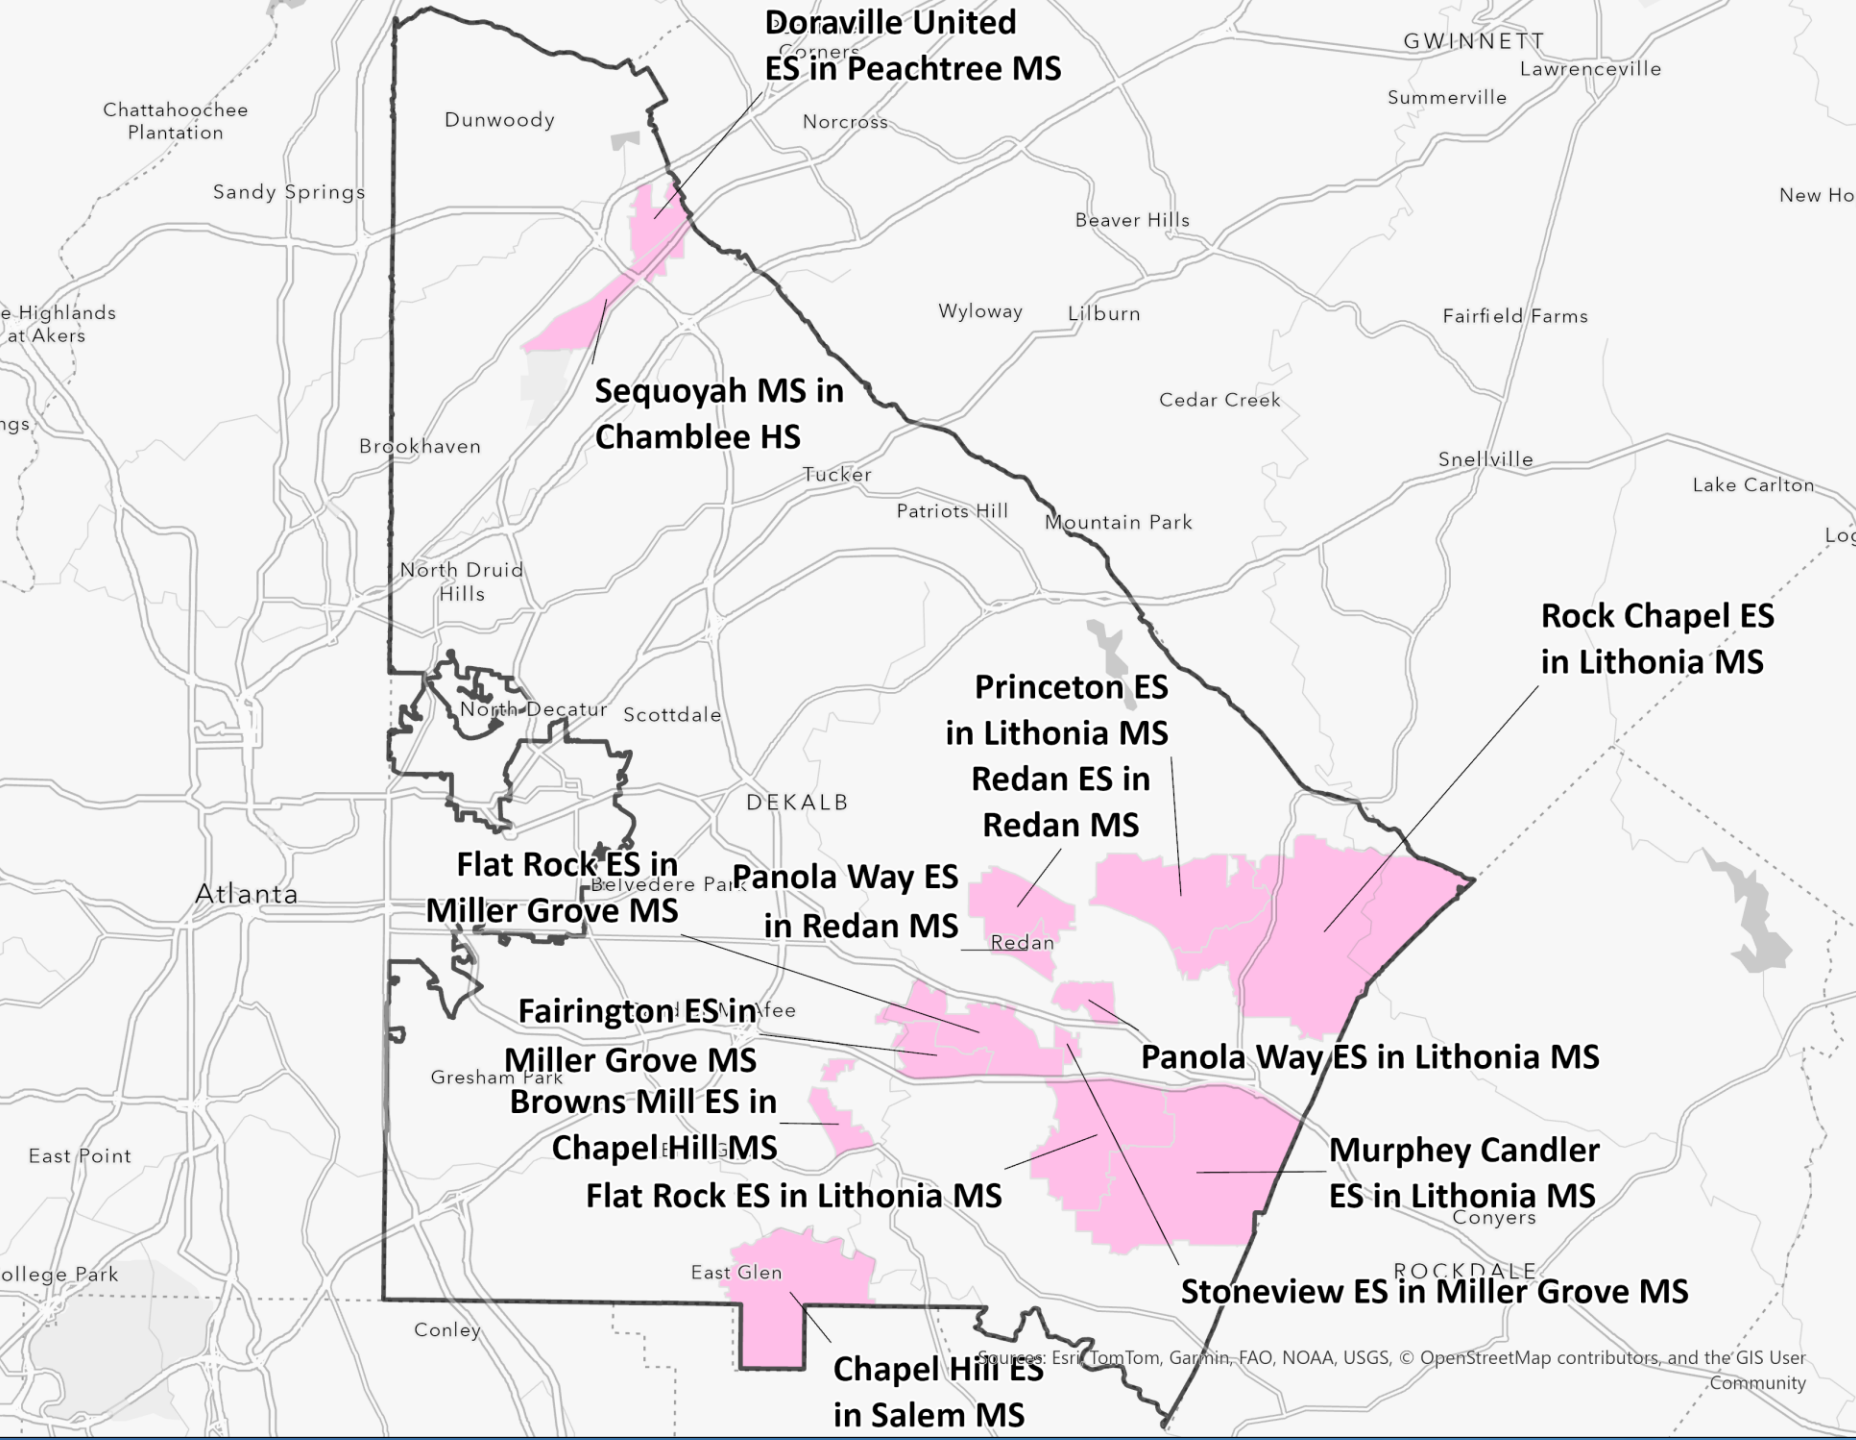 Doraville United
ES in Peachtree MS
Corners
GWINNETT
Lawrenceville
Summerville
Chattahoochee
Plantation
Dunwoody
Norcross
Sandy Springs
New Ho
Beaver Hills
e Highlands
at Akers
Wyloway
Lilburn
Fairfield Farms
Sequoyah MS in
Chamblee HS
Cedar Creek
ngs
Brookhaven
Tucker
Snellville
Lake Carlton
Patriots Hill
Mountain Park
Log
North Druid
Hills
Rock Chapel ES
in Lithonia MS
Princeton ES
in Lithonia MS
North Decatur
Scottdale
Redan ES in
Redan MS
DEKALB
Flat Rock ES in
Miller Grove MS
Belvedere Park
Panola Way ES
in Redan MS
Atlanta
Redan
Fairington ES in
Miller Grove MS
Panola Way ES in Lithonia MS
Gresham Park
Browns Mill ES in
Chapel Hill MS
East Point
Murphey Candler
ES in Lithonia MS
Flat Rock ES in Lithonia MS
Conyers
East Glen
ollege Park
ROCKDALE
Stoneview ES in Miller Grove MS
Conley
Chapel Hill ES
in Salem MS
Sources: Esri, TomTom, Garmin, FAO, NOAA, USGS, © OpenStreetMap contributors, and the GIS User
Community